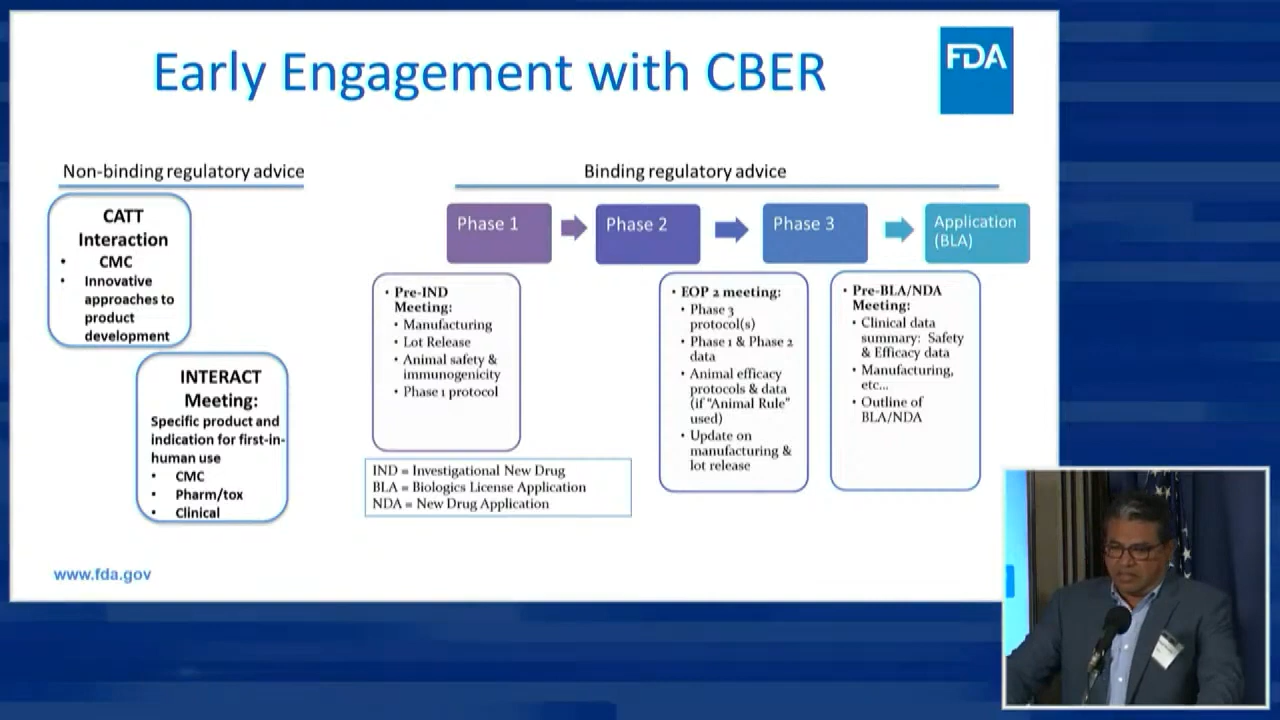 Early Engagement with CBER
FDA
Non-binding regulatory advice
CATT
Interaction
• CMC
• Innovative
approaches to
product
development
INTERACT
Meeting:
Specific product and
indication for first-in-
human use
• CMC
• Pharm/tox
• Clinical
Binding regulatory advice
Phase 1
Phase 2
Phase 3
Application
(BLA)
• Pre-IND
Meeting:
• Manufacturing
• Lot Release
• Animal safety &
immunogenicity
• Phase 1 protocol
• EOP 2 meeting:
• Phase 3
protocol(s)
• Phase 1 & Phase 2
data
• Animal efficacy
protocols & data
(if "Animal Rule"
used)
• Update on
manufacturing &
lot release
• Pre-BLA/NDA
Meeting:
• Clinical data
summary: Safety
& Efficacy data
• Manufacturing,
etc...
• Outline of
BLA/NDA
IND = Investigational New Drug
BLA = Biologics License Application
NDA = New Drug Application
www.fda.gov